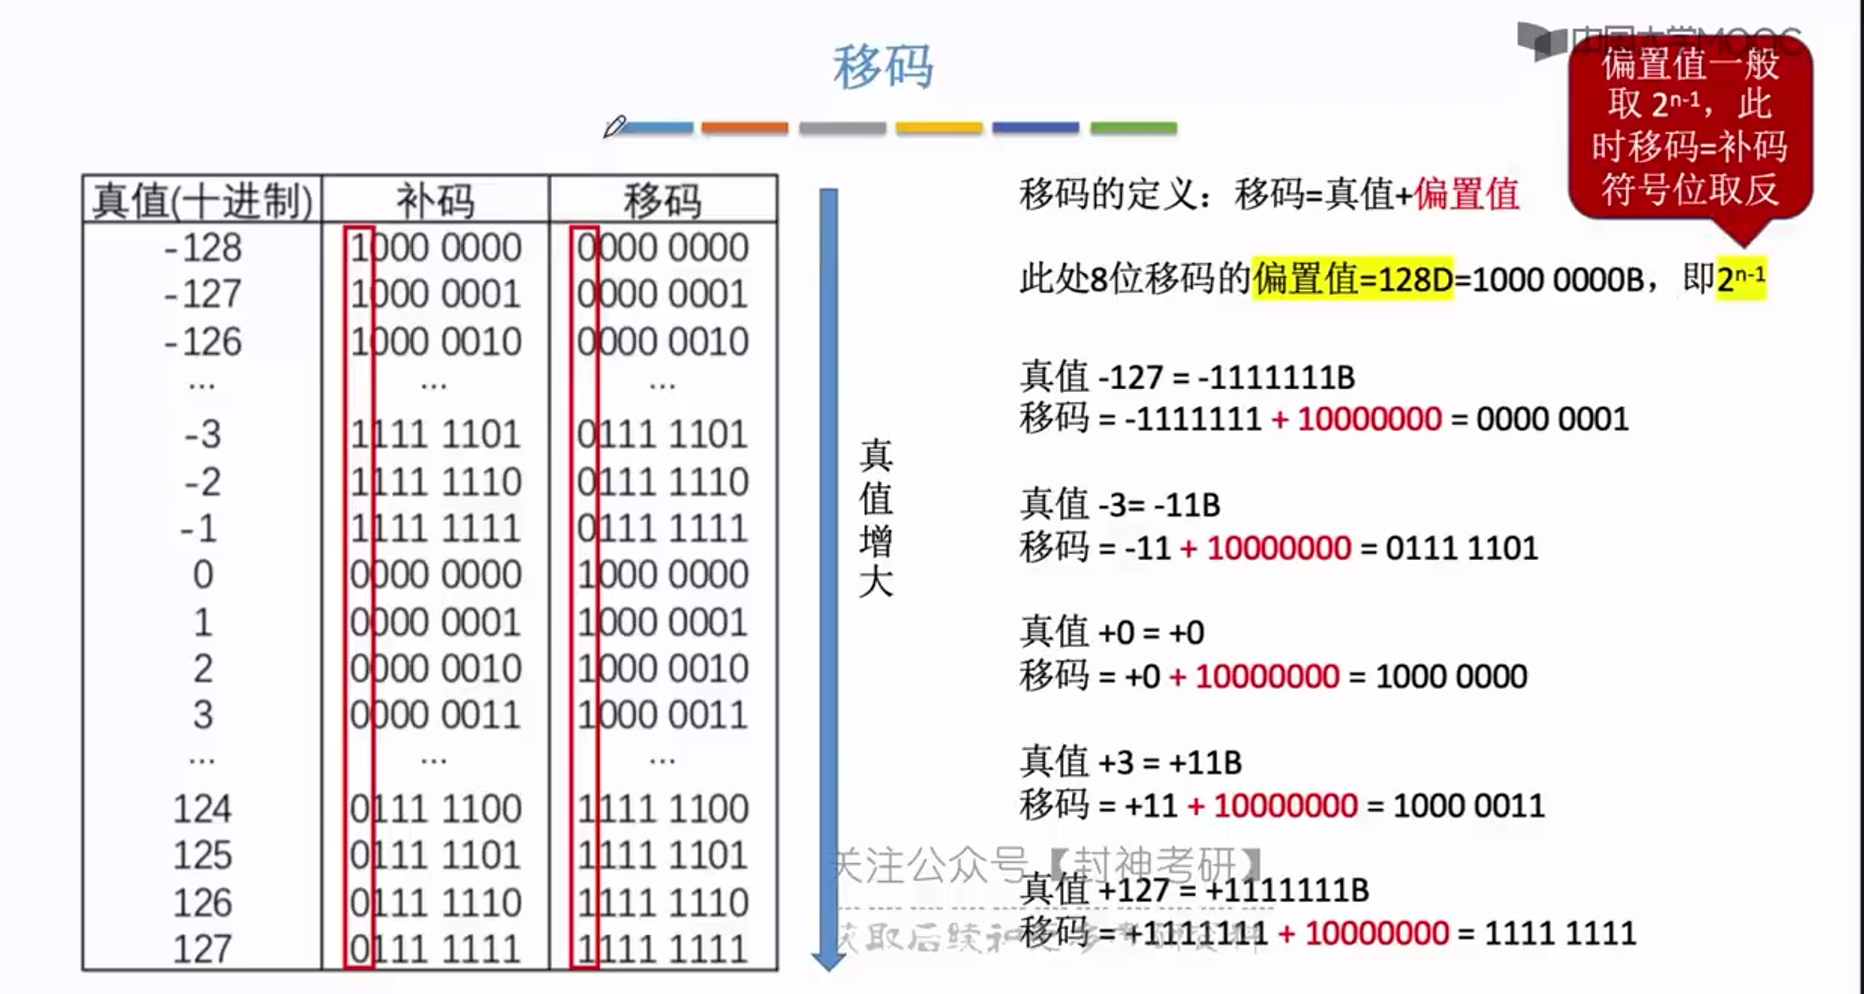 移码
中国大学MOOC
偏置值一般
取 2ⁿ⁻¹，此
时移码=补码
符号位取反
真值(十进制) 补码 移码
-128 1000 0000 0000 0000
-127 1000 0001 0000 0001
-126 1000 0010 0000 0010
... ... ...
-3 1111 1101 0111 1101
-2 1111 1110 0111 1110
-1 1111 1111 0111 1111
0 0000 0000 1000 0000
1 0000 0001 1000 0001
2 0000 0010 1000 0010
3 0000 0011 1000 0011
... ... ...
124 0111 1100 1111 1100
125 0111 1101 1111 1101
126 0111 1110 1111 1110
127 0111 1111 1111 1111
真值增大
移码的定义：移码=真值+偏置值
此处8位移码的偏置值=128D=1000 0000B，即2ⁿ⁻¹
真值 -127 = -1111111B
移码 = -1111111 + 10000000 = 0000 0001
真值 -3= -11B
移码 = -11 + 10000000 = 0111 1101
真值 +0 = +0
移码 = +0 + 10000000 = 1000 0000
真值 +3 = +11B
移码 = +11 + 10000000 = 1000 0011
关注公众号【封神考研】
真值 +127 = +1111111B
移码 = +1111111 + 10000000 = 1111 1111
获取后续和更多考研资料